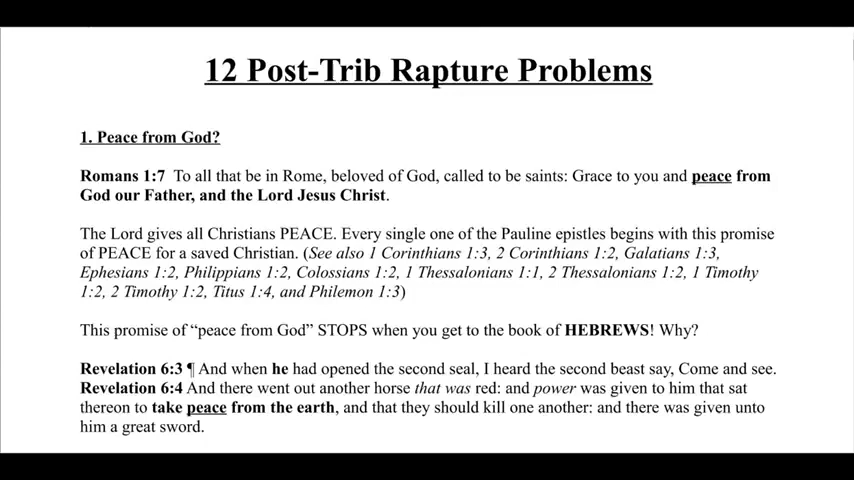 12 Post-Trib Rapture Problems
1. Peace from God?
Romans 1:7 To all that be in Rome, beloved of God, called to be saints: Grace to you and peace from
God our Father, and the Lord Jesus Christ.
The Lord gives all Christians PEACE. Every single one of the Pauline epistles begins with this promise
of PEACE for a saved Christian. (See also 1 Corinthians 1:3, 2 Corinthians 1:2, Galatians 1:3,
Ephesians 1:2, Philippians 1:2, Colossians 1:2, 1 Thessalonians 1:1, 2 Thessalonians 1:2, 1 Timothy
1:2, 2 Timothy 1:2, Titus 1:4, and Philemon 1:3)
This promise of “peace from God” STOPS when you get to the book of HEBREWS! Why?
Revelation 6:3 ¶ And when he had opened the second seal, I heard the second beast say, Come and see.
Revelation 6:4 And there went out another horse that was red: and power was given to him that sat
thereon to take peace from the earth, and that they should kill one another: and there was given unto
him a great sword.